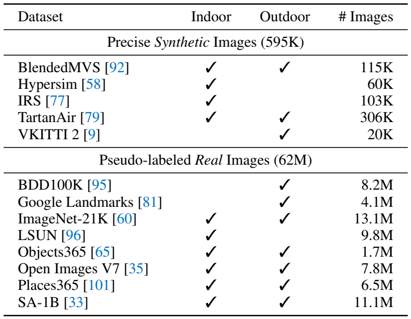 Dataset Indoor Outdoor # Images
Precise Synthetic Images (595K)
BlendedMVS [92] ✓ ✓ 115K
Hypersim [58] ✓ 60K
IRS [77] ✓ 103K
TartanAir [79] ✓ ✓ 306K
VKITTI 2 [9] ✓ 20K
Pseudo-labeled Real Images (62M)
BDD100K [95] ✓ 8.2M
Google Landmarks [81] ✓ 4.1M
ImageNet-21K [60] ✓ ✓ 13.1M
LSUN [96] ✓ 9.8M
Objects365 [65] ✓ ✓ 1.7M
Open Images V7 [35] ✓ ✓ 7.8M
Places365 [101] ✓ ✓ 6.5M
SA-1B [33] ✓ ✓ 11.1M